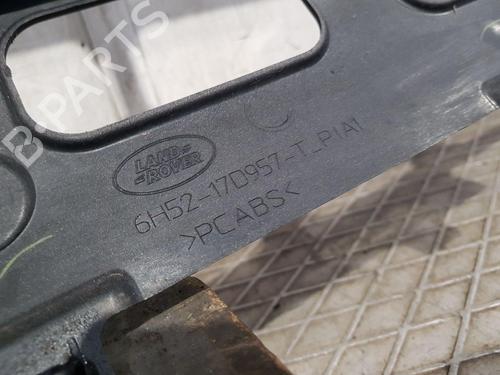 B-PARTS
LAND
ROVER
6H52-17D957-T_PIA1
>PCABS<